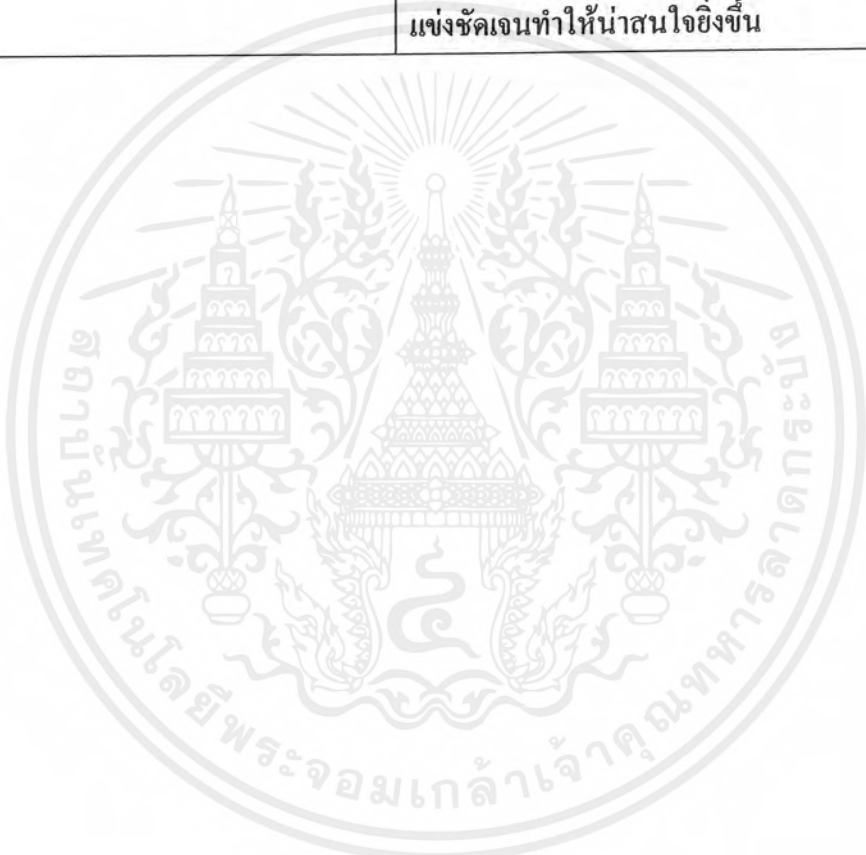 แข่งชัดเจนทำให้น่าสนใจยิ่งขึ้น
สถาบันเทคโนโลยีพระจอมเกล้าเจ้าคุณทหารลาดกระบัง
๔